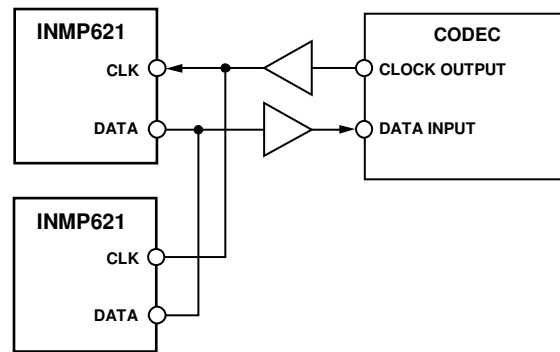 INMP621
CLK
DATA
CODEC
CLOCK OUTPUT
DATA INPUT
INMP621
CLK
DATA